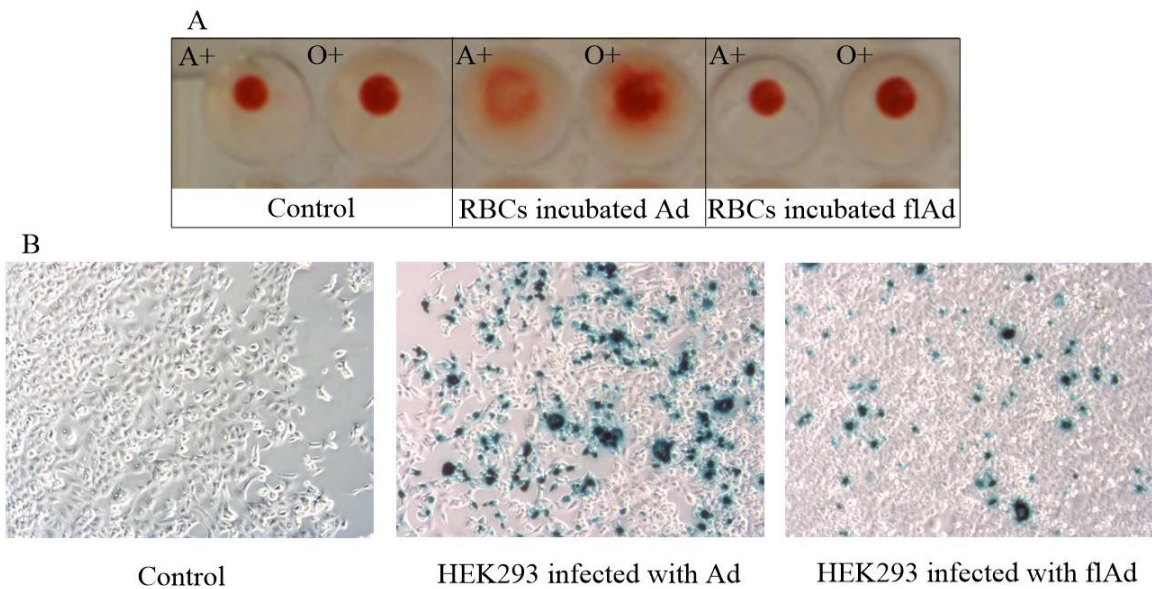 A
A+ O+ A+ O+ A+ O+
Control RBCs incubated Ad RBCs incubated flAd
B
Control HEK293 infected with Ad HEK293 infected with flAd